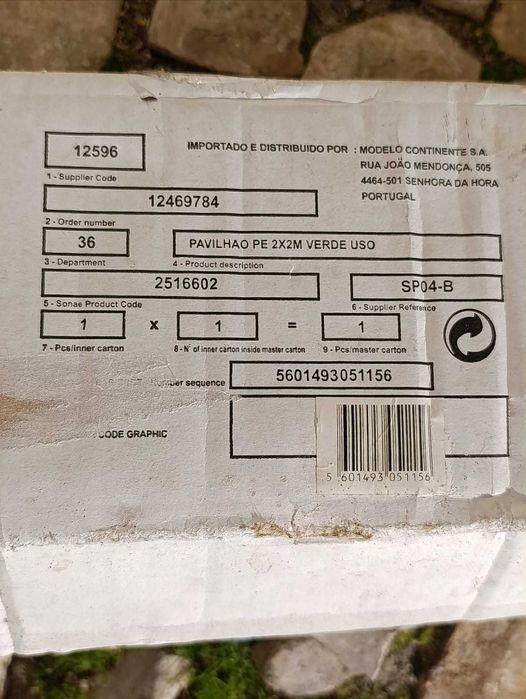 12596
1 - Supplier Code
IMPORTADO E DISTRIBUIDO POR : MODELO CONTINENTE S.A.
RUA JOÃO MENDONÇA, 505
4464-501 SENHORA DA HORA
PORTUGAL
12469784
2 - Order number
36
3 - Department
PAVILHAO PE 2X2M VERDE USO
4 - Product description
2516602
5 - Sonae Product Code
SP04-B
6 - Supplier Reference
1 x 1 = 1
7 - Pcs/inner carton
8 - Nº of inner carton inside master carton
9 - Pcs/master carton
number sequence
5601493051156
CODE GRAPHIC
5 601493 051156